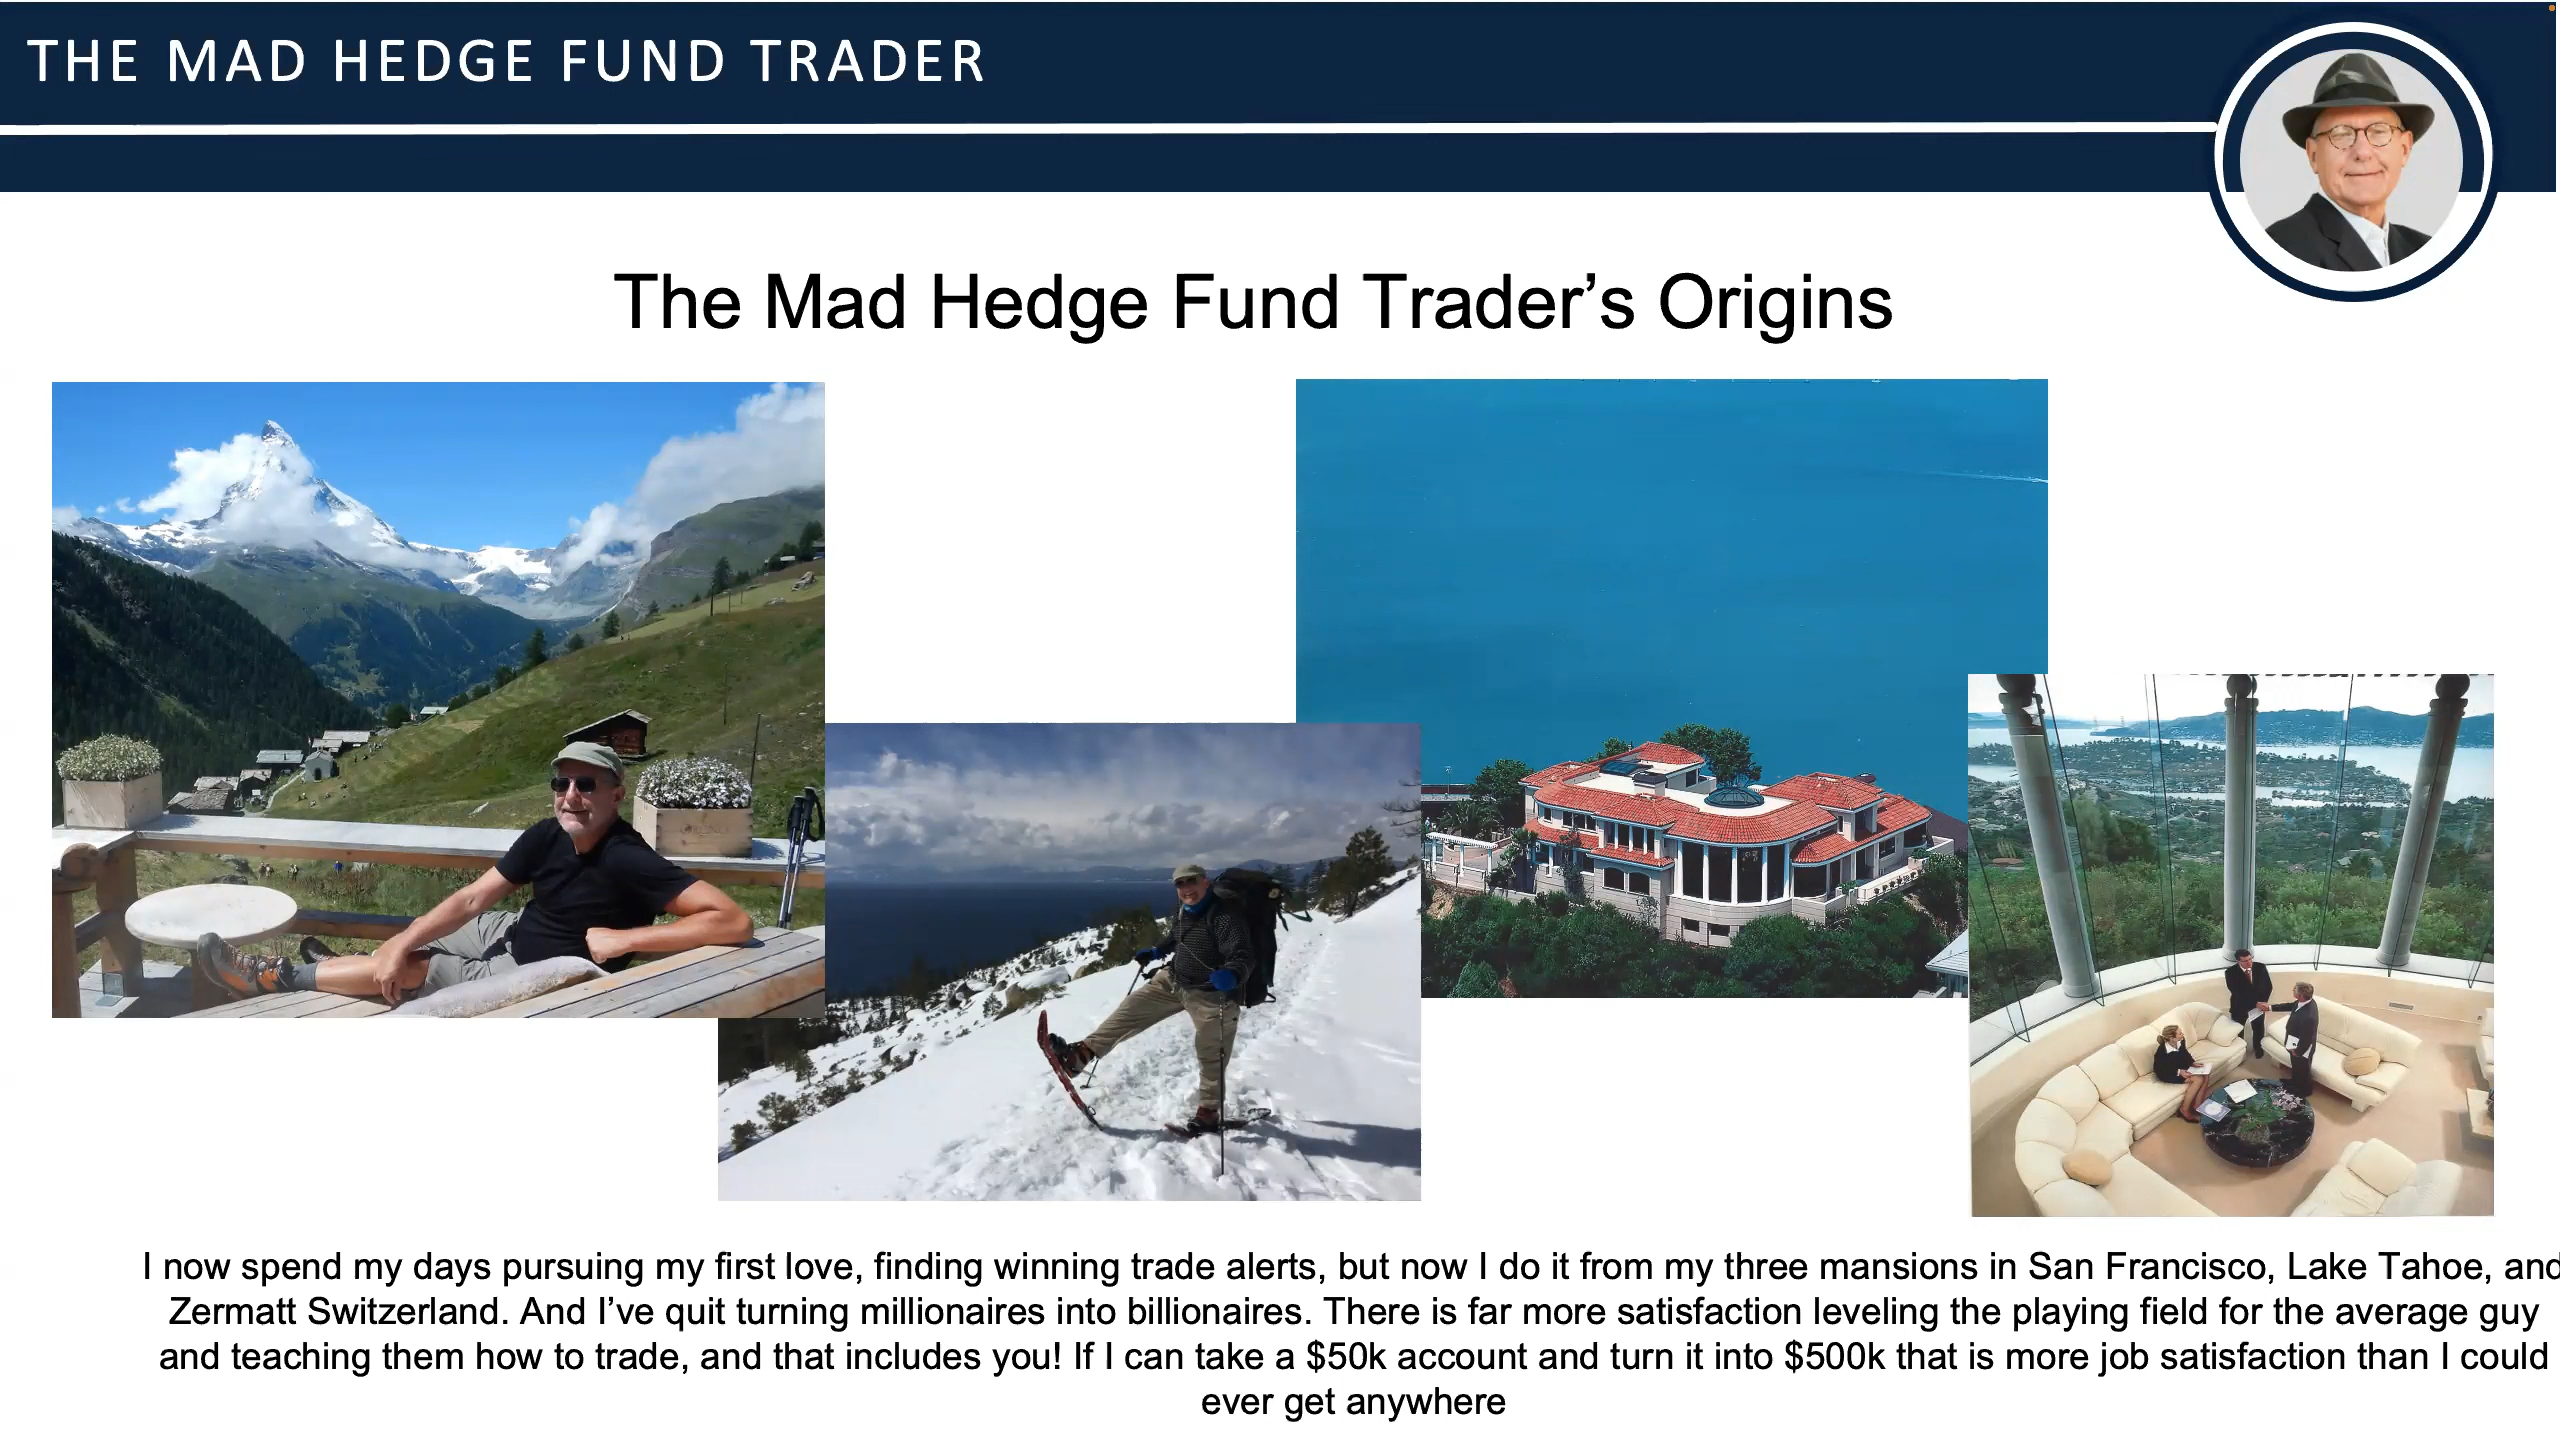 THE MAD HEDGE FUND TRADER
The Mad Hedge Fund Trader’s Origins
I now spend my days pursuing my first love, finding winning trade alerts, but now I do it from my three mansions in San Francisco, Lake Tahoe, and
Zermatt Switzerland. And I’ve quit turning millionaires into billionaires. There is far more satisfaction leveling the playing field for the average guy
and teaching them how to trade, and that includes you! If I can take a $50k account and turn it into $500k that is more job satisfaction than I could
ever get anywhere